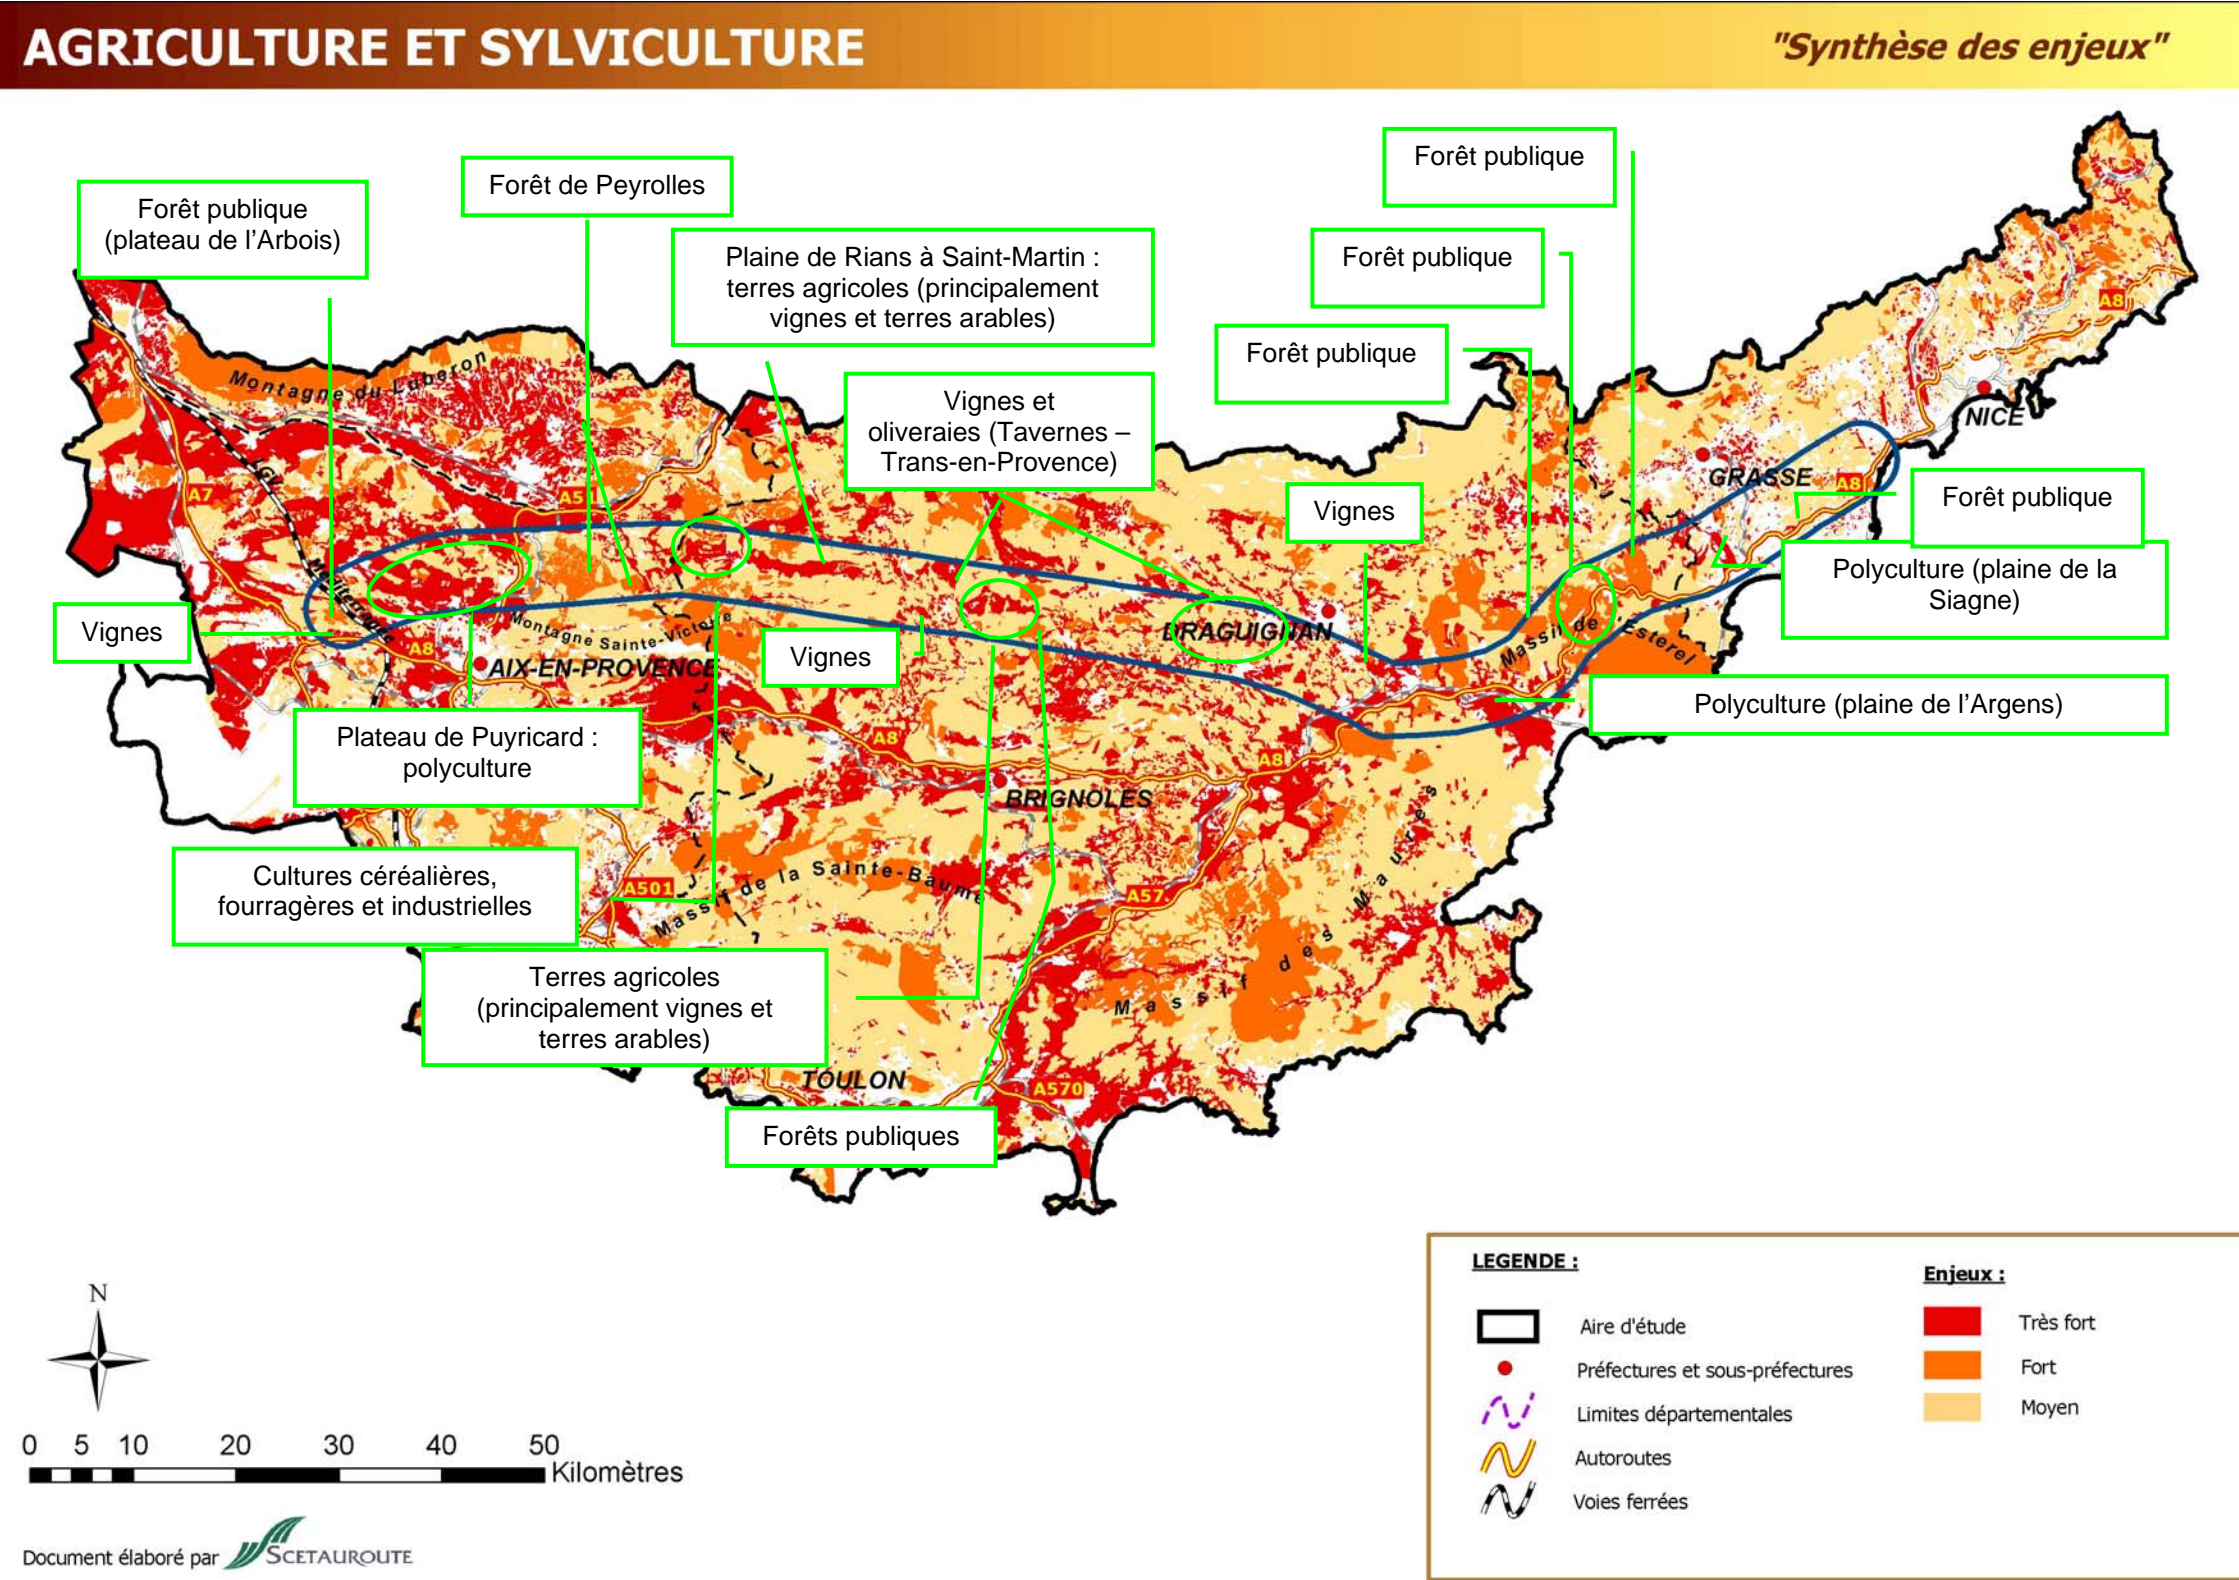 AGRICULTURE ET SYLVICULTURE
"Synthèse des enjeux"
Forêt publique
(plateau de l'Arbois)
Forêt de Peyrolles
Plaine de Rians à Saint-Martin :
terres agricoles (principalement
vignes et terres arables)
Vignes et
oliveraies (Tavernes –
Trans-en-Provence)
Forêt publique
Forêt publique
Forêt publique
Vignes
Forêt publique
Polyculture (plaine de la
Siagne)
Polyculture (plaine de l'Argens)
Vignes
Vignes
Plateau de Puyricard :
polyculture
Cultures céréalières,
fourragères et industrielles
Terres agricoles
(principalement vignes et
terres arables)
Forêts publiques
Montagne du Luberon
LGV
Méditerranée
A7
A51
A8
Montagne Sainte-Victoire
AIX-EN-PROVENCE
DRAGUIGNAN
Massif de l'Esterel
GRASSE
A8
NICE
A8
A8
A8
BRIGNOLES
A501
Massif de la Sainte-Baume
A57
Massif des Maures
TOULON
A570
N
0 5 10 20 30 40 50
Kilomètres
Document élaboré par SCETAUROUTE
LEGENDE :
Aire d'étude
Préfectures et sous-préfectures
Limites départementales
Autoroutes
Voies ferrées
Enjeux :
Très fort
Fort
Moyen